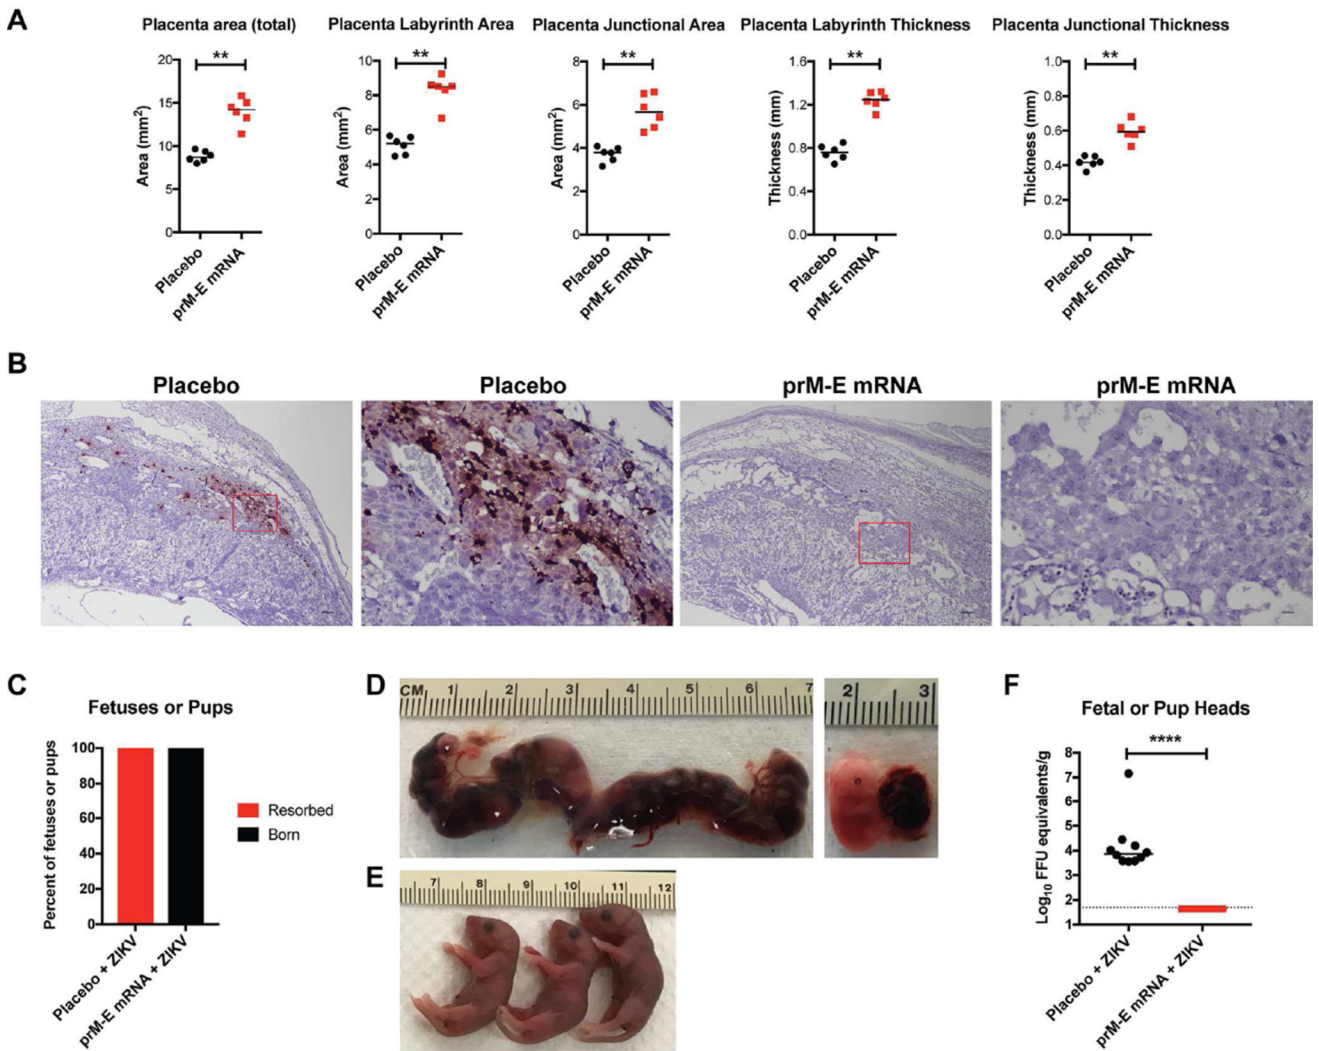 A
Placenta area (total)
Placenta Labyrinth Area
Placenta Junctional Area
Placenta Labyrinth Thickness
Placenta Junctional Thickness
**
**
**
**
**
Area (mm²)
20
15
10
5
0
Placebo
prM-E mRNA
Area (mm²)
10
8
6
4
2
0
Placebo
prM-E mRNA
Area (mm²)
8
6
4
2
0
Placebo
prM-E mRNA
Thickness (mm)
1.6
1.2
0.8
0.4
0.0
Placebo
prM-E mRNA
Thickness (mm)
1.0
0.8
0.6
0.4
0.2
0.0
Placebo
prM-E mRNA
B
Placebo
Placebo
prM-E mRNA
prM-E mRNA
C
Fetuses or Pups
Percent of fetuses or pups
100
80
60
40
20
0
Placebo + ZIKV
prM-E mRNA + ZIKV
Resorbed
Born
D
CM 1 2 3 4 5 6 7
2 3
E
7 8 9 10 11 12
F
Fetal or Pup Heads
****
Log₁₀ FFU equivalents/g
8
7
6
5
4
3
2
1
Placebo + ZIKV
prM-E mRNA + ZIKV